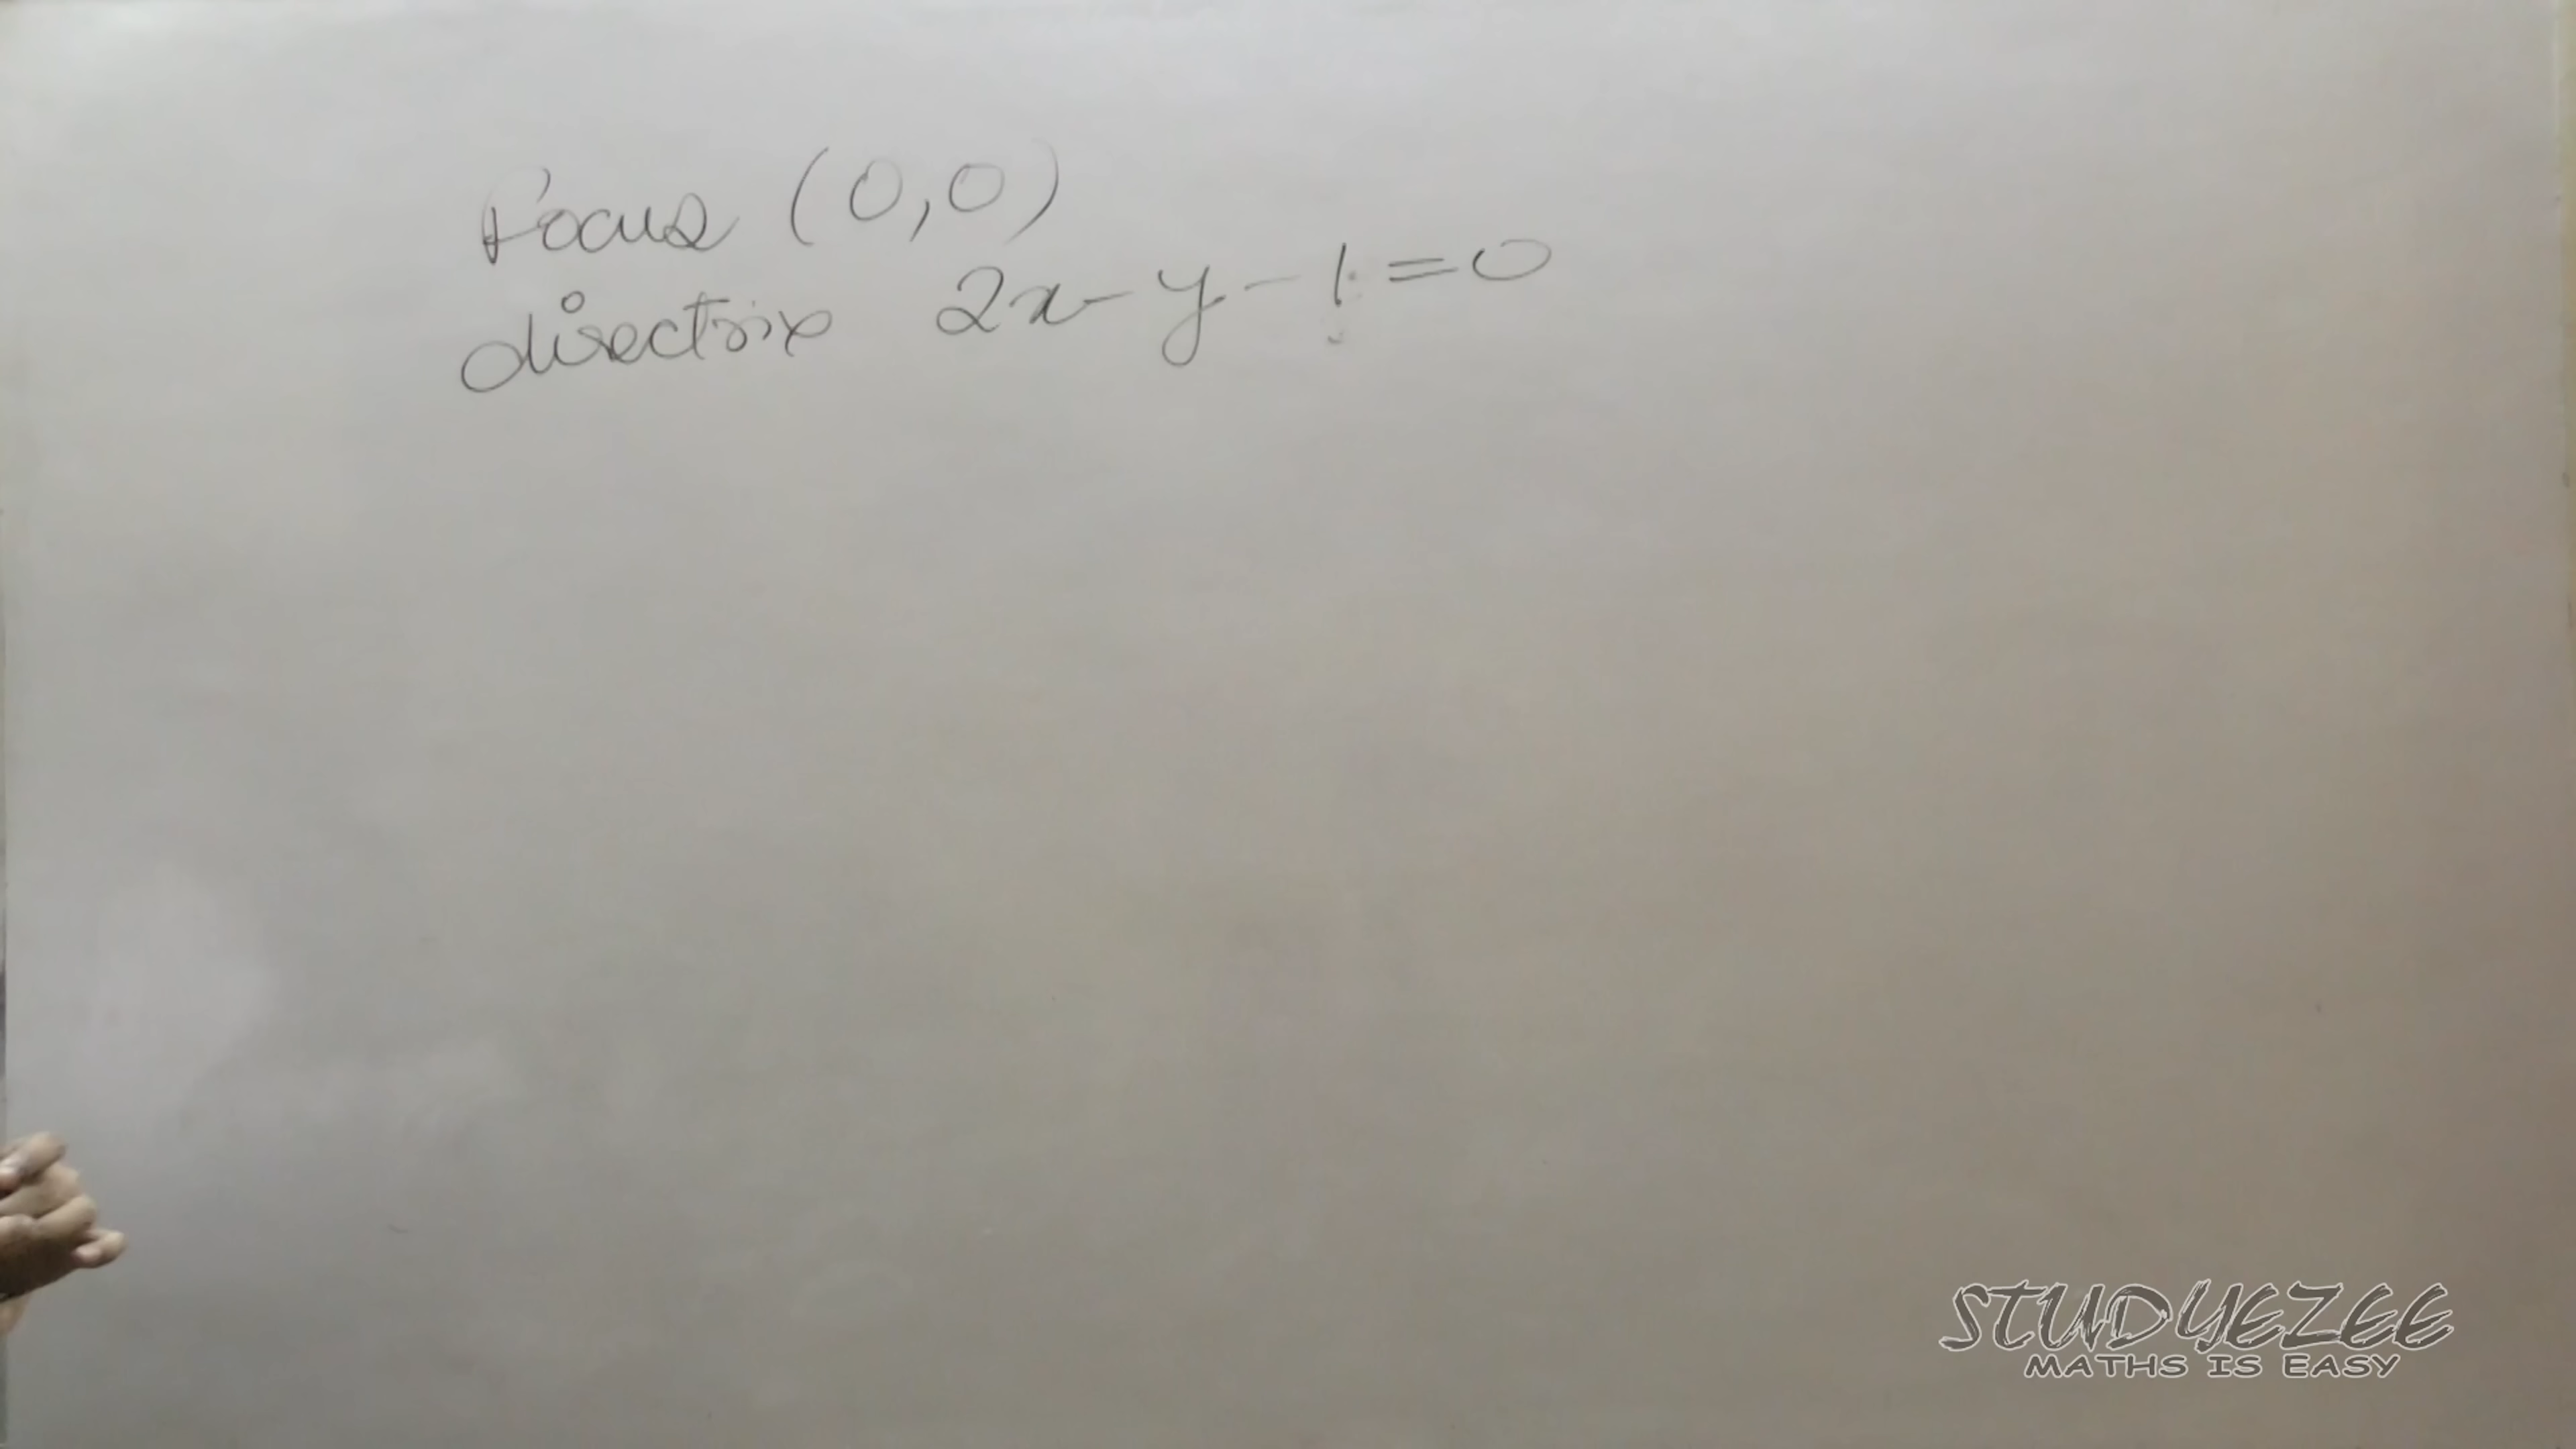 Focus (0,0)
directrix 2x-y-1=0
STUDYEZEE
MATHS IS EASY